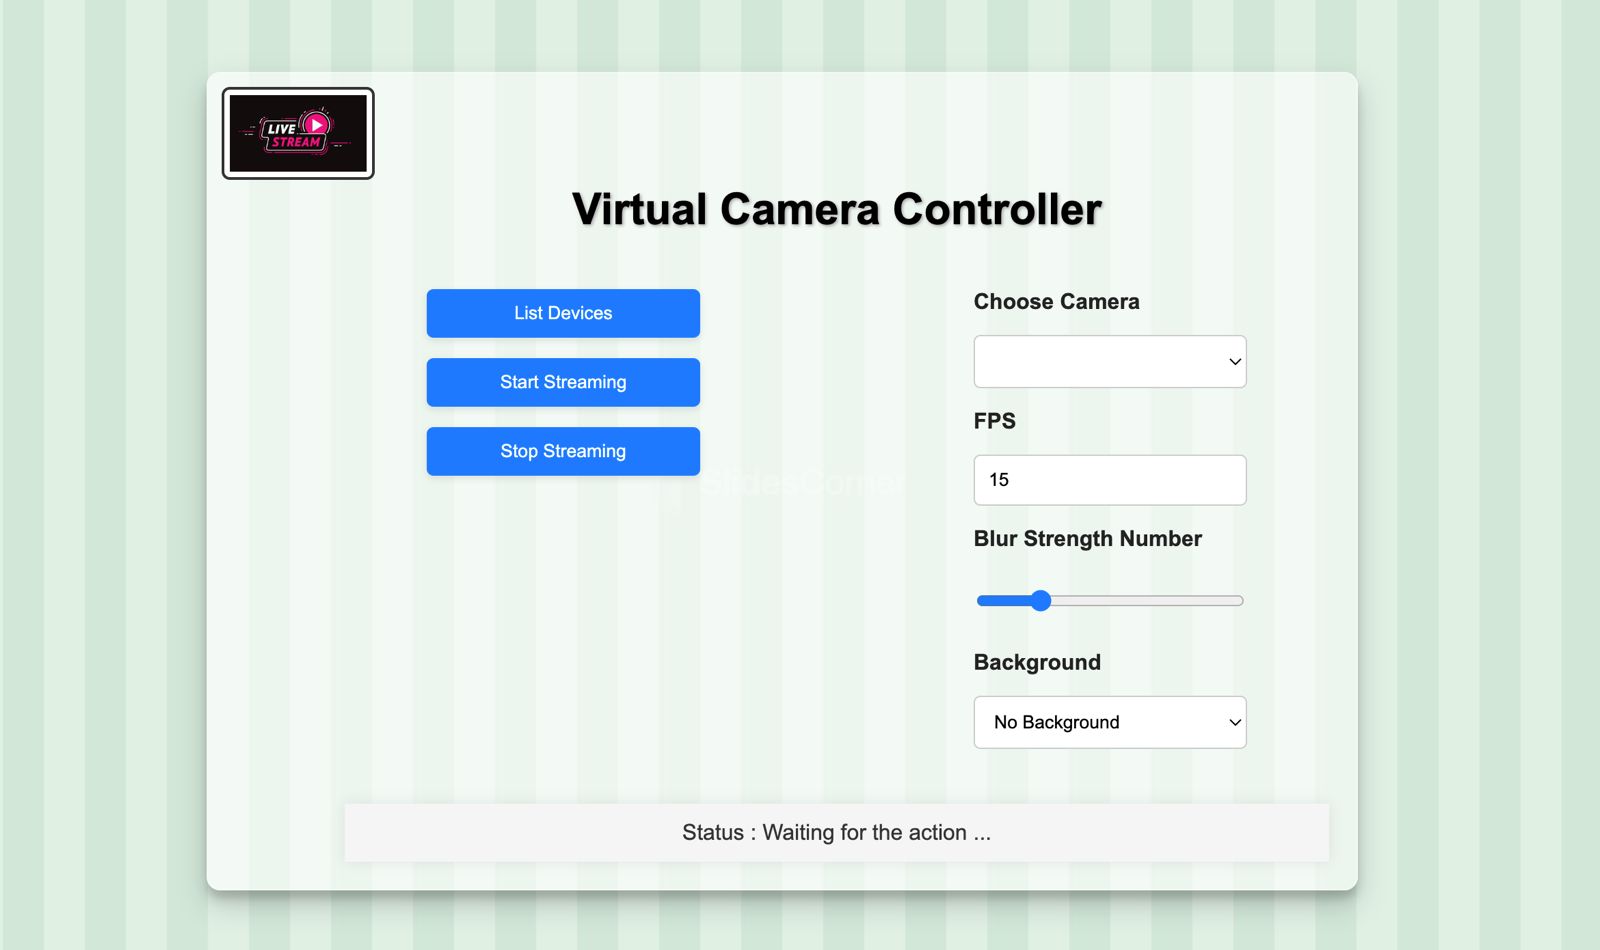 LIVE
STREAM
Virtual Camera Controller
List Devices
Start Streaming
Stop Streaming
SlidesCorner
Choose Camera
FPS
15
Blur Strength Number
Background
No Background
Status : Waiting for the action ...